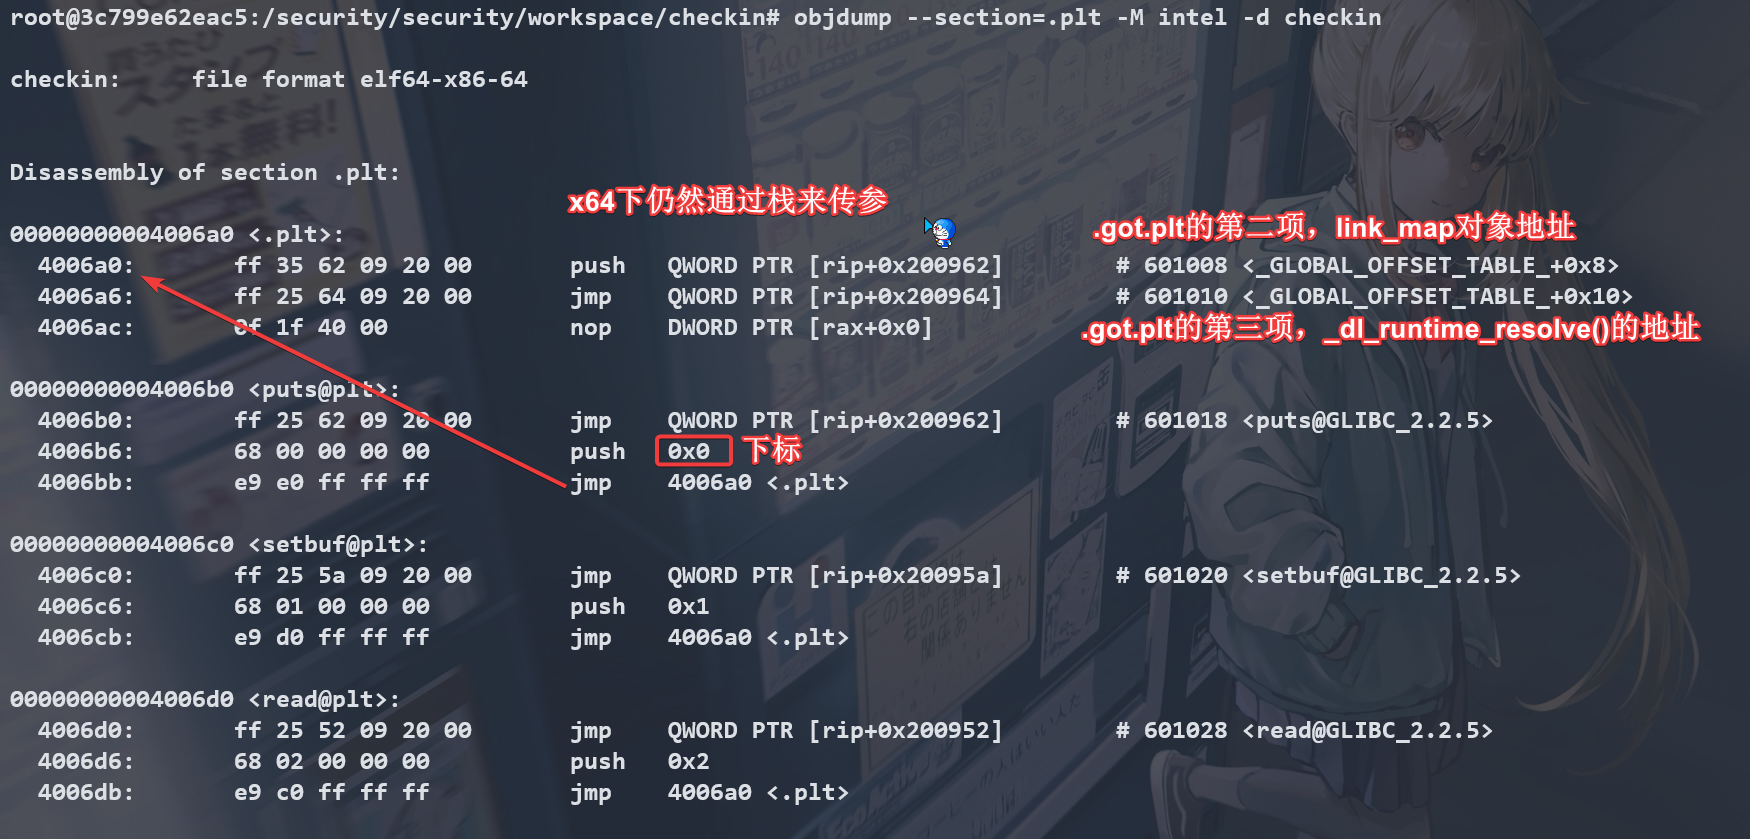 root@3c799e62eac5:/security/security/workspace/checkin# objdump --section=.plt -M intel -d checkin
checkin:     file format elf64-x86-64
Disassembly of section .plt:
x64下仍然通过栈来传参
.got.plt的第二项，link_map对象地址
00000000004006a0 <.plt>:
4006a0:       ff 35 62 09 20 00       push   QWORD PTR [rip+0x200962]        # 601008 <_GLOBAL_OFFSET_TABLE_+0x8>
4006a6:       ff 25 64 09 20 00       jmp    QWORD PTR [rip+0x200964]        # 601010 <_GLOBAL_OFFSET_TABLE_+0x10>
4006ac:       0f 1f 40 00             nop    DWORD PTR [rax+0x0]
.got.plt的第三项，_dl_runtime_resolve()的地址
00000000004006b0 <puts@plt>:
4006b0:       ff 25 62 09 20 00       jmp    QWORD PTR [rip+0x200962]        # 601018 <puts@GLIBC_2.2.5>
4006b6:       68 00 00 00 00          push   0x0 下标
4006bb:       e9 e0 ff ff ff          jmp    4006a0 <.plt>
00000000004006c0 <setbuf@plt>:
4006c0:       ff 25 5a 09 20 00       jmp    QWORD PTR [rip+0x20095a]        # 601020 <setbuf@GLIBC_2.2.5>
4006c6:       68 01 00 00 00          push   0x1
4006cb:       e9 d0 ff ff ff          jmp    4006a0 <.plt>
00000000004006d0 <read@plt>:
4006d0:       ff 25 52 09 20 00       jmp    QWORD PTR [rip+0x200952]        # 601028 <read@GLIBC_2.2.5>
4006d6:       68 02 00 00 00          push   0x2
4006db:       e9 c0 ff ff ff          jmp    4006a0 <.plt>